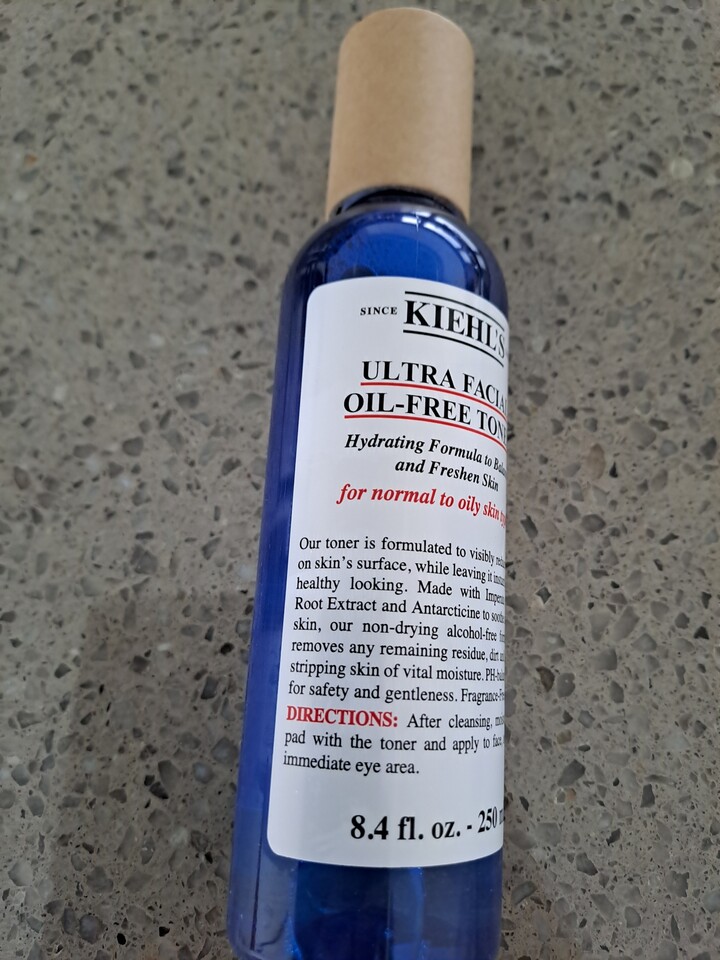 SINCE KIEHL'S
ULTRA FACIA
OIL-FREE TON
Hydrating Formula to Bala
and Freshen Skin
for normal to oily skin
Our toner is formulated to visibly
on skin's surface, while leaving it
healthy looking. Made with Imper
Root Extract and Antarcticine to sooth
skin, our non-drying alcohol-free
removes any remaining residue, dirt
stripping skin of vital moisture. PH-
for safety and gentleness. Fragrance-
DIRECTIONS: After cleansing,
pad with the toner and apply to face,
immediate eye area.
8.4 fl. oz. - 250